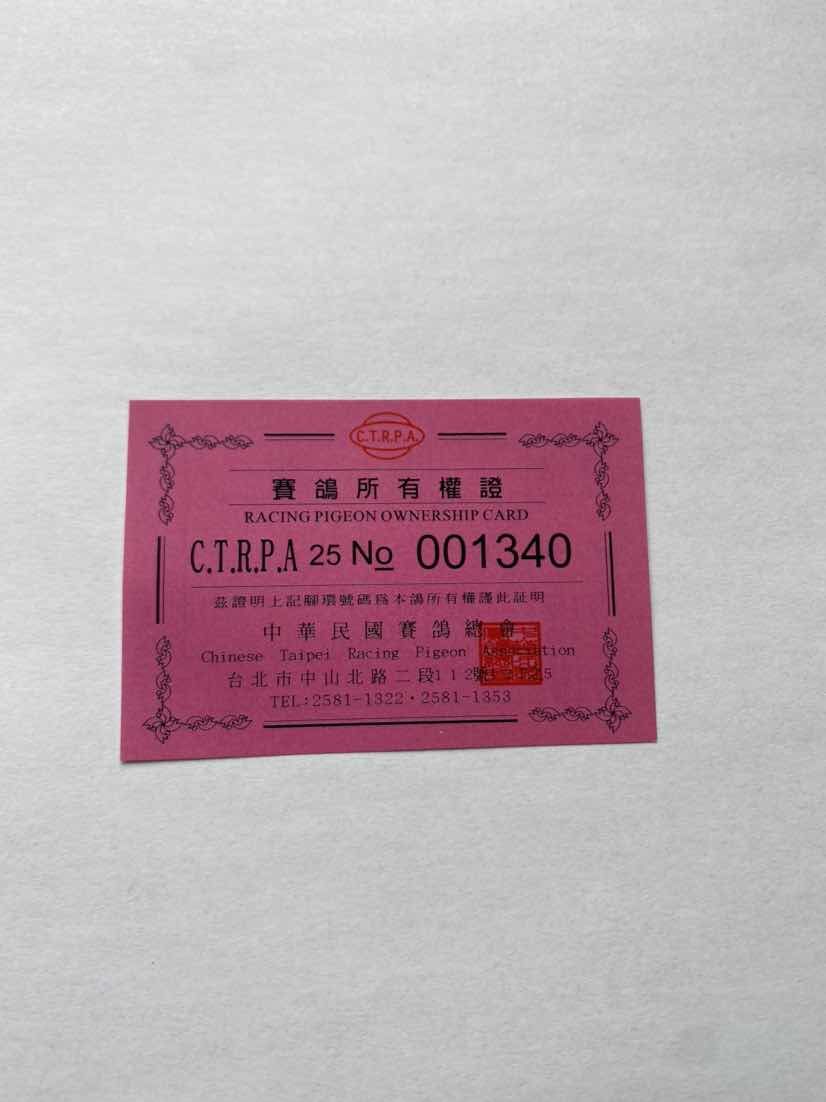 C.T.R.P.A.
賽鴿所有權證
RACING PIGEON OWNERSHIP CARD
C.T.R.P.A 25 No 001340
茲證明上記腳環號碼爲本鴿所有權謹此証明
中華民國賽鴿總會
Chinese Taipei Racing Pigeon Association
台北市中山北路二段112號
TEL:2581-1322·2581-1353